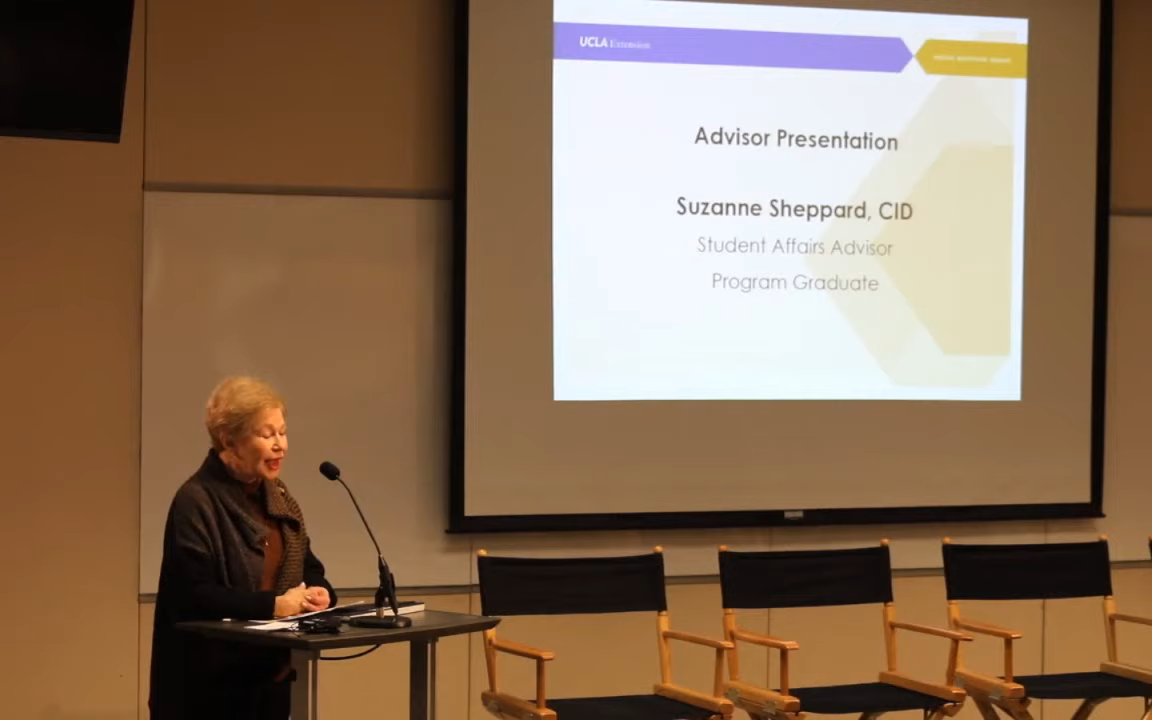 UCLA Extension
Advisor Presentation
Suzanne Sheppard, CID
Student Affairs Advisor
Program Graduate